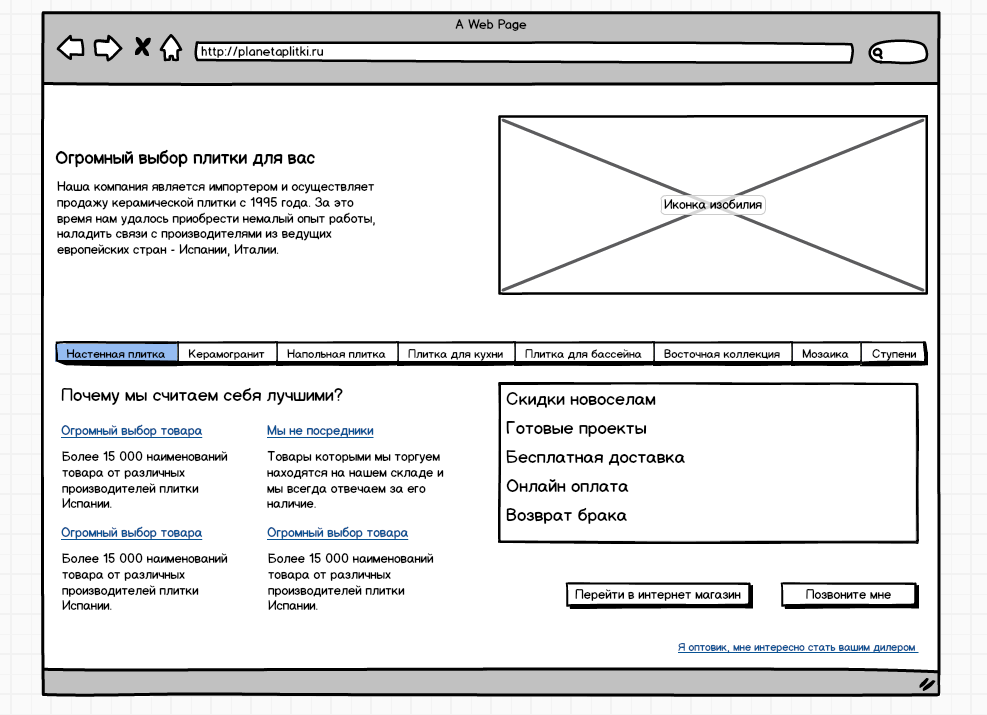 A Web Page
http://planetaplitki.ru
Огромный выбор плитки для вас
Наша компания является импортером и осуществляет
продажу керамической плитки с 1995 года. За это
время нам удалось приобрести немалый опыт работы,
наладить связи с производителями из ведущих
европейских стран - Испании, Италии.
Иконка изобилия
Настенная плитка Керамогранит Напольная плитка Плитка для кухни Плитка для бассейна Восточная коллекция Мозаика Ступени
Почему мы считаем себя лучшими?
Огромный выбор товара
Более 15 000 наименований
товара от различных
производителей плитки
Испании.
Мы не посредники
Товары которыми мы торгуем
находятся на нашем складе и
мы всегда отвечаем за его
наличие.
Огромный выбор товара
Более 15 000 наименований
товара от различных
производителей плитки
Испании.
Огромный выбор товара
Более 15 000 наименований
товара от различных
производителей плитки
Испании.
Скидки новоселам
Готовые проекты
Бесплатная доставка
Онлайн оплата
Возврат брака
Перейти в интернет магазин
Позвоните мне
Я оптовик, мне интересно стать вашим дилером